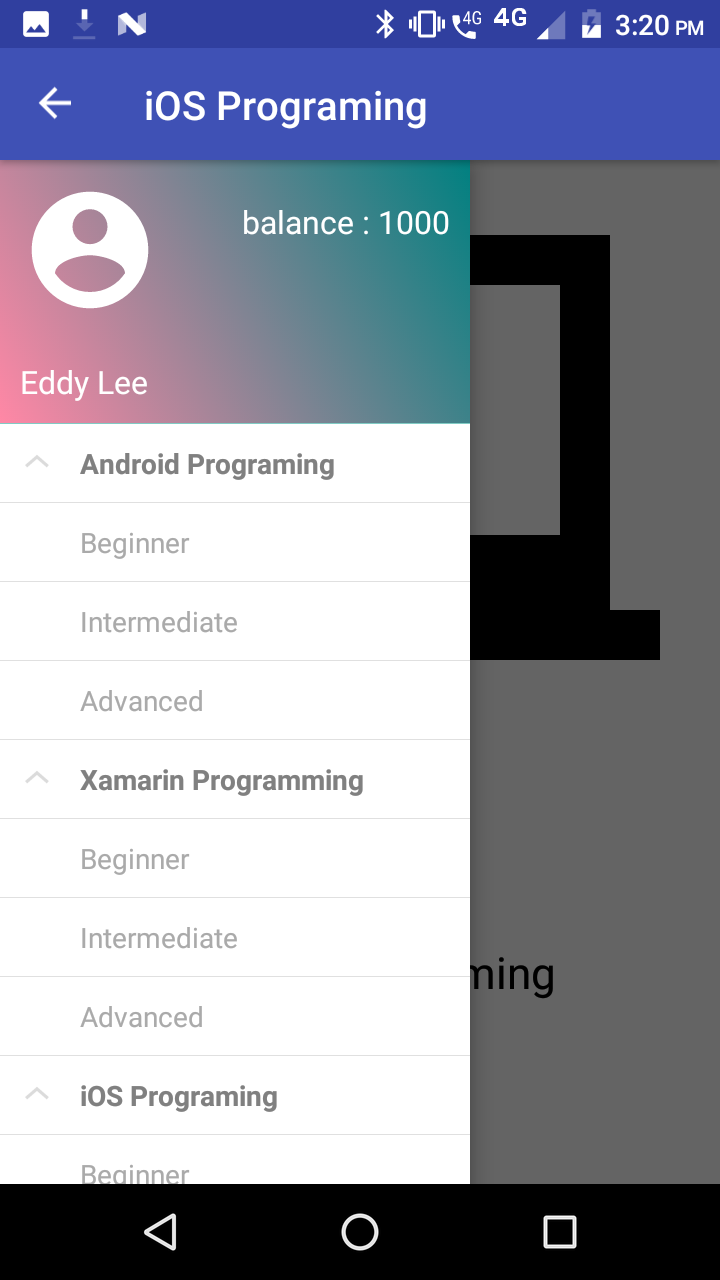 4G 4G 3:20 PM
iOS Programing
balance : 1000
Eddy Lee
Android Programing
Beginner
Intermediate
Advanced
Xamarin Programming
Beginner
Intermediate
Advanced
ming
iOS Programing
Beginner